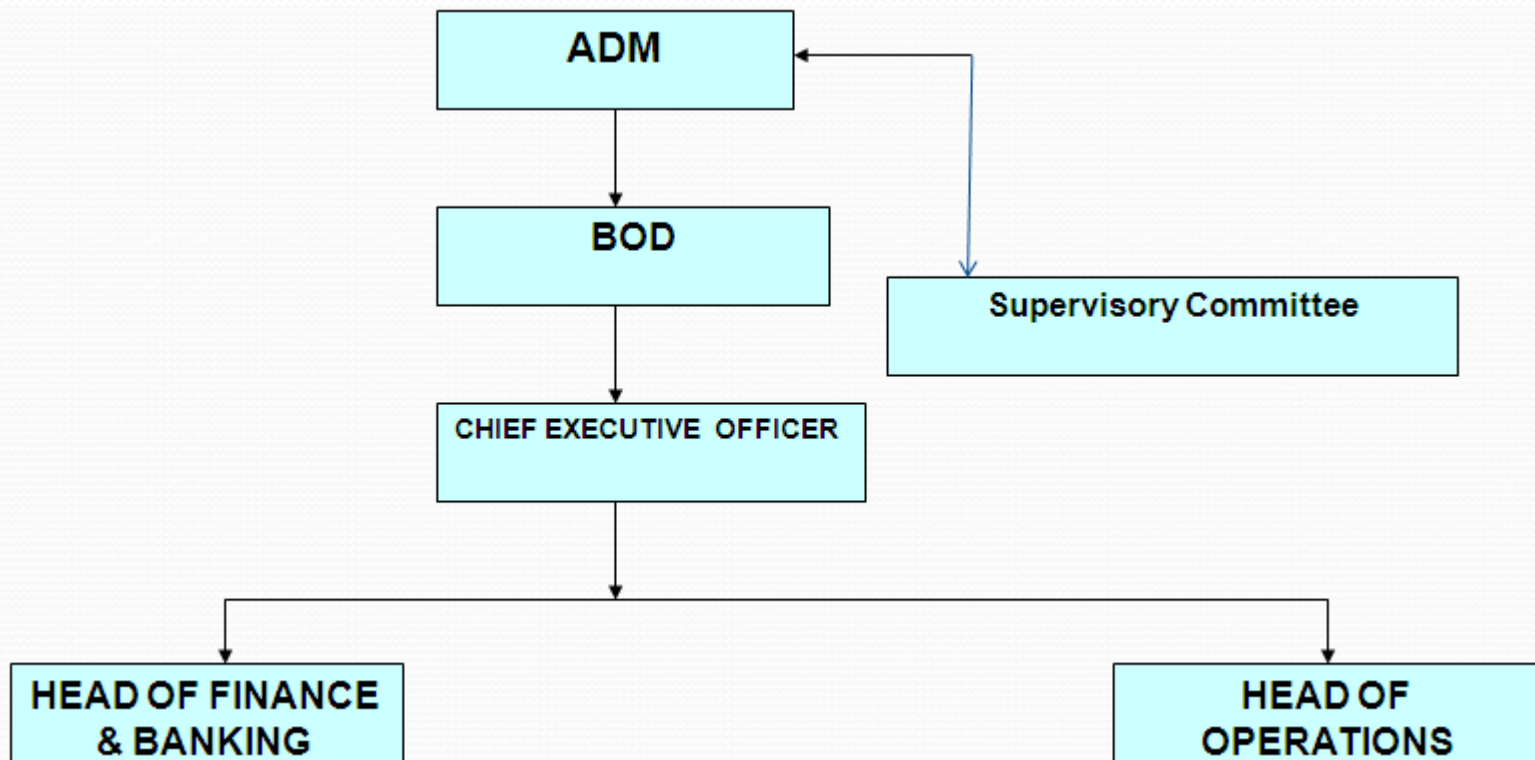 ADM
BOD
Supervisory Committee
CHIEF EXECUTIVE OFFICER
HEAD OF FINANCE
& BANKING
HEAD OF
OPERATIONS